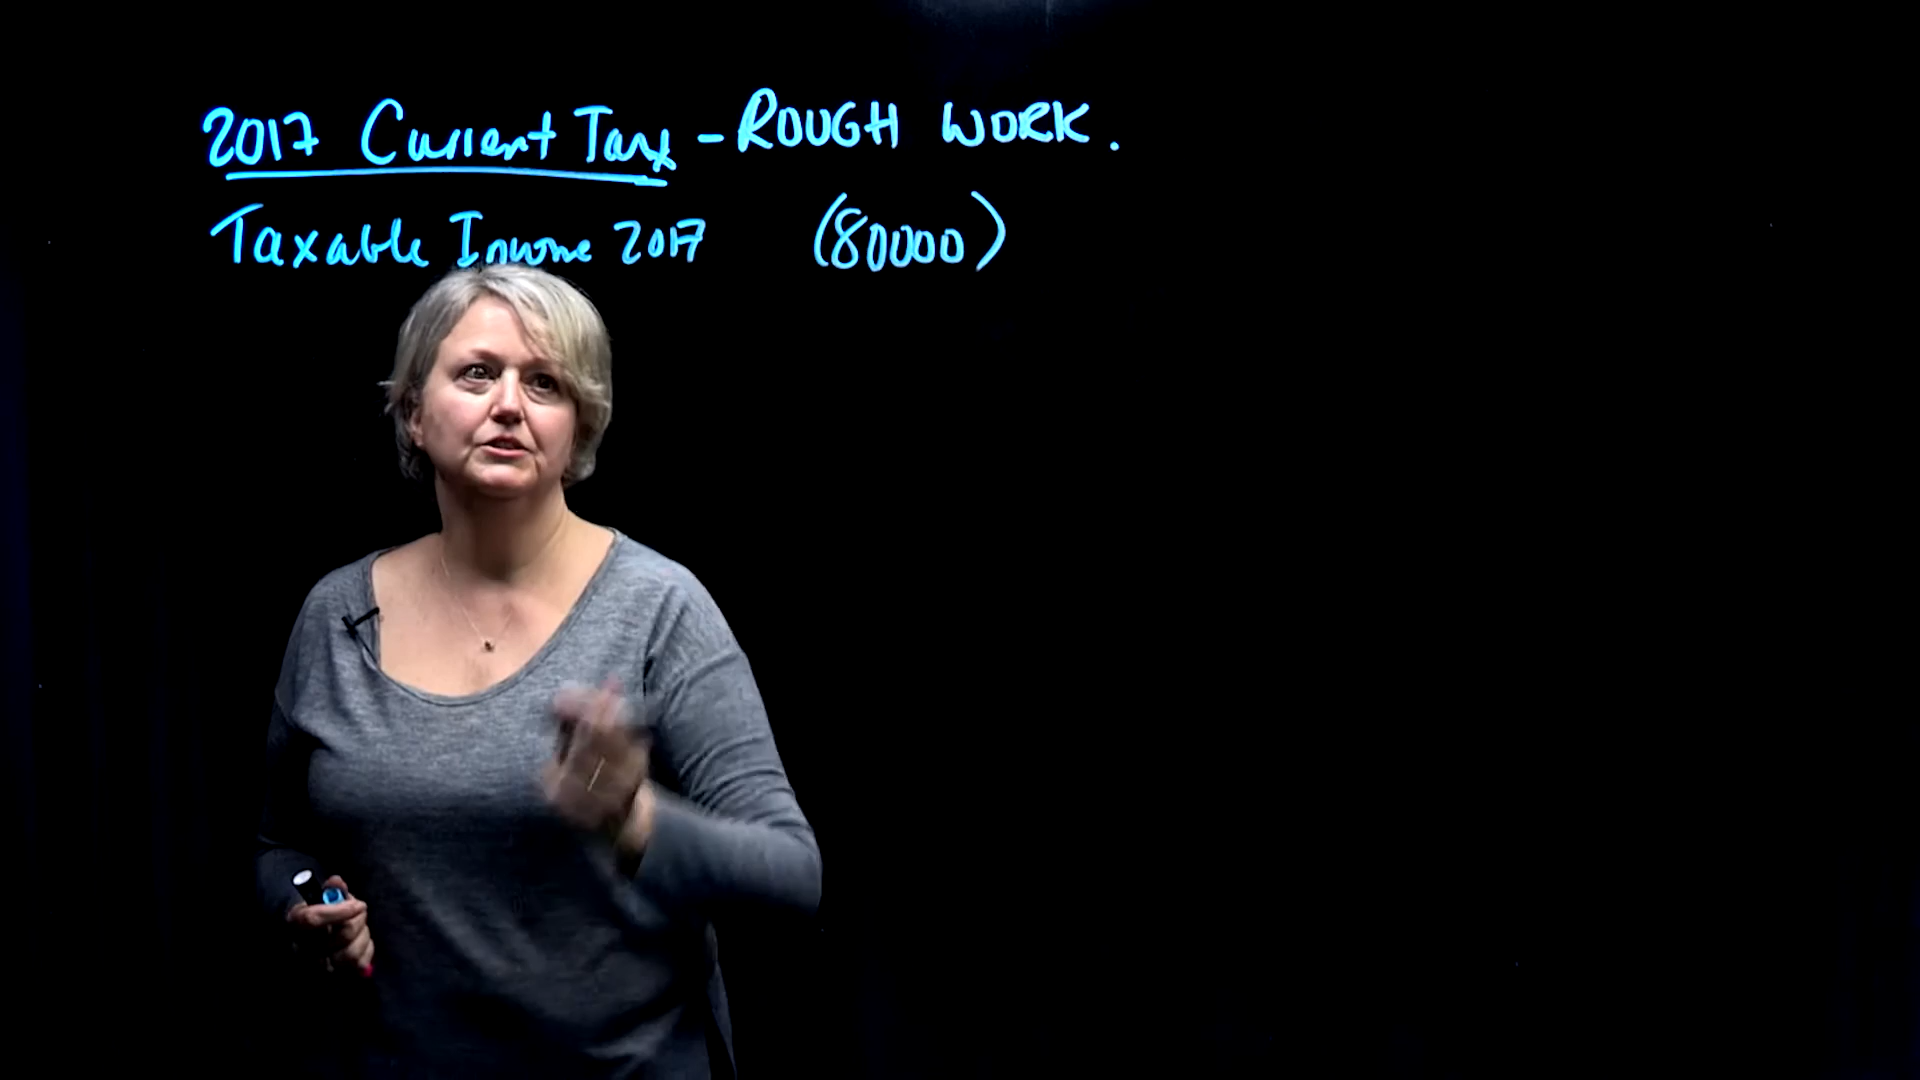 2017 Current Tax - ROUGH WORK.
Taxable Income 2017 (80000)